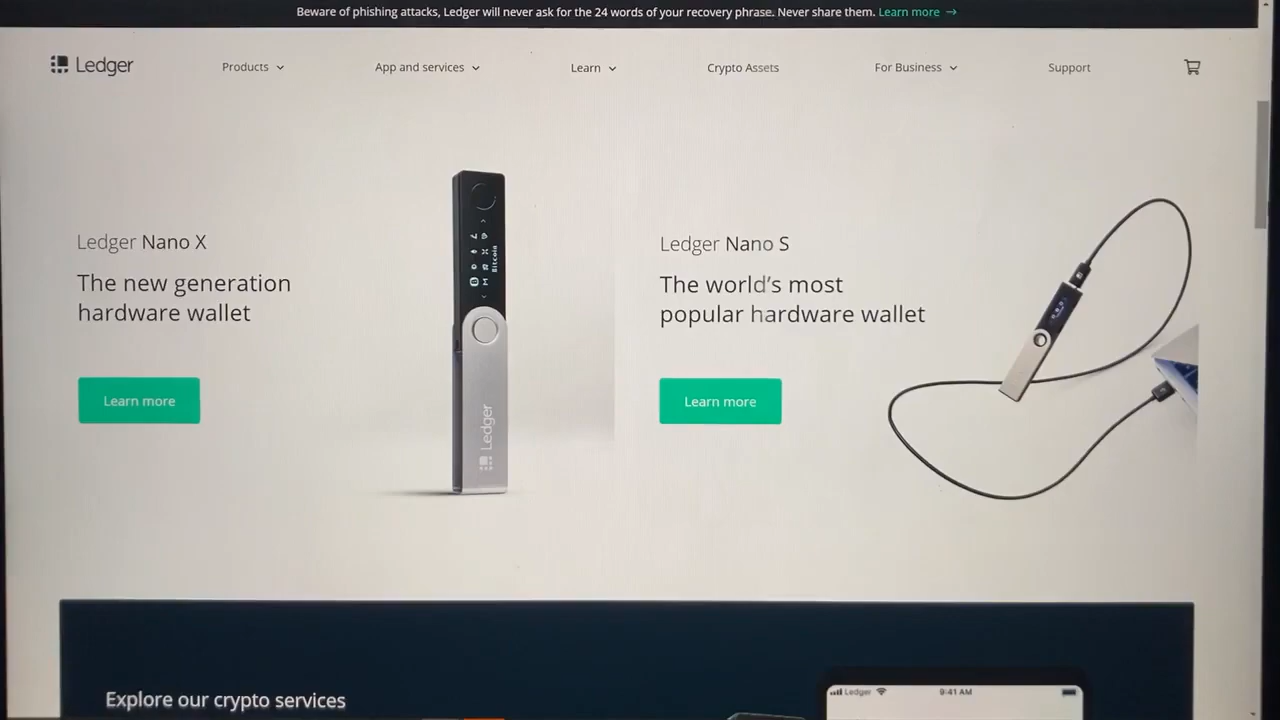 Beware of phishing attacks, Ledger will never ask for the 24 words of your recovery phrase. Never share them. Learn more →
Ledger
Products
App and services
Learn
Crypto Assets
For Business
Support
Ledger Nano X
The new generation
hardware wallet
Learn more
Bitcoin
Ledger
Ledger Nano S
The world's most
popular hardware wallet
Learn more
Explore our crypto services
Ledger
9:41 AM